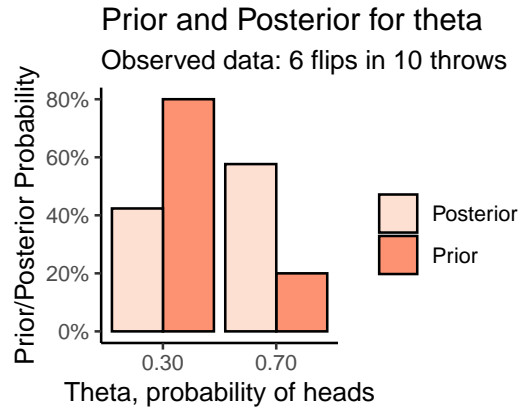 Prior and Posterior for theta
Observed data: 6 flips in 10 throws
Prior/Posterior Probability
80%
60%
40%
20%
0%
0.30
0.70
Theta, probability of heads
Posterior
Prior